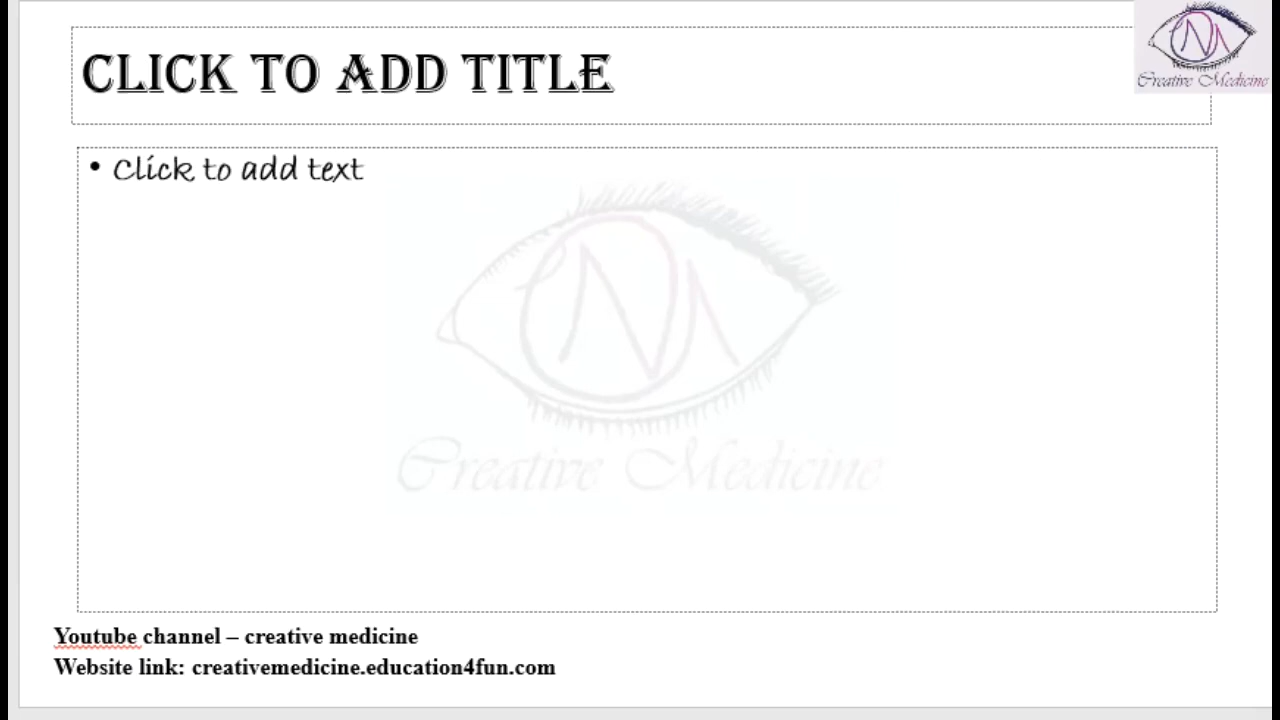 Creative Medicine
CLICK TO ADD TITLE
• Click to add text
Creative Medicine
Youtube channel – creative medicine
Website link: creativemedicine.education4fun.com